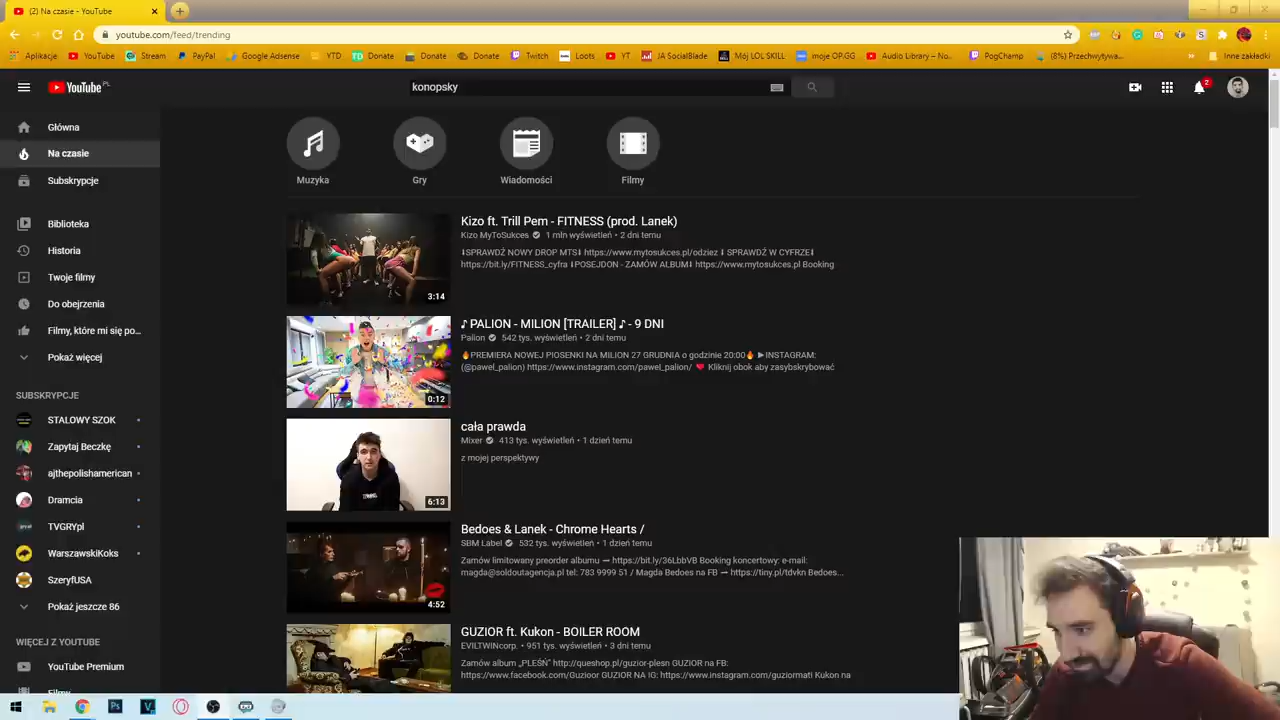 (2) Na czasie - YouTube
youtube.com/feed/trending
Aplikacje YouTube Stream PayPal Google Adsense YTD Donate Donate Donate Twitch Loots YT JA SocialBlade Mój LOL SKILL moje OP.GG Audio Library – No... PogChamp (8%) Przechwytywa... Inne zakładki
YouTube PL
konopsky
2
Główna
Na czasie
Subskrypcje
Biblioteka
Historia
Twoje filmy
Do obejrzenia
Filmy, które mi się po...
Pokaż więcej
SUBSKRYPCJE
STALOWY SZOK
Zapytaj Beczkę
ajthepolishamerican
Dramcia
TVGRYpl
WarszawskiKoks
SzeryfUSA
Pokaż jeszcze 86
WIĘCEJ Z YOUTUBE
YouTube Premium
Filmy
Muzyka
Gry
Wiadomości
Filmy
3:14
Kizo ft. Trill Pem - FITNESS (prod. Lanek)
Kizo MyToSukces 1 mln wyświetleń • 2 dni temu
⬇SPRAWDŹ NOWY DROP MTS⬇ https://www.mytosukces.pl/odziez ⬇ SPRAWDŹ W CYFRZE⬇
https://bit.ly/FITNESS_cyfra ⬇POSEJDON - ZAMÓW ALBUM⬇ https://www.mytosukces.pl Booking
0:12
♪ PALION - MILION [TRAILER] ♪ - 9 DNI
Palion 542 tys. wyświetleń • 2 dni temu
🔥PREMIERA NOWEJ PIOSENKI NA MILION 27 GRUDNIA o godzinie 20:00🔥 ►INSTAGRAM:
(@pawel_palion) https://www.instagram.com/pawel_palion/ ❤ Kliknij obok aby zasybskrybować
6:13
cała prawda
Mixer 413 tys. wyświetleń • 1 dzień temu
z mojej perspektywy
4:52
Bedoes & Lanek - Chrome Hearts /
SBM Label 532 tys. wyświetleń • 1 dzień temu
Zamów limitowany preorder albumu ➞ https://bit.ly/36LbbVB Booking koncertowy: e-mail:
magda@soldoutagencja.pl tel: 783 9999 51 / Magda Bedoes na FB ➞ https://tiny.pl/tdvkn Bedoes...
GUZIOR ft. Kukon - BOILER ROOM
EVILTWINcorp. • 951 tys. wyświetleń • 3 dni temu
Zamów album „PLEŚŃ" http://queshop.pl/guzior-plesn GUZIOR na FB:
https://www.facebook.com/Guzioor GUZIOR NA IG: https://www.instagram.com/guziormati Kukon na